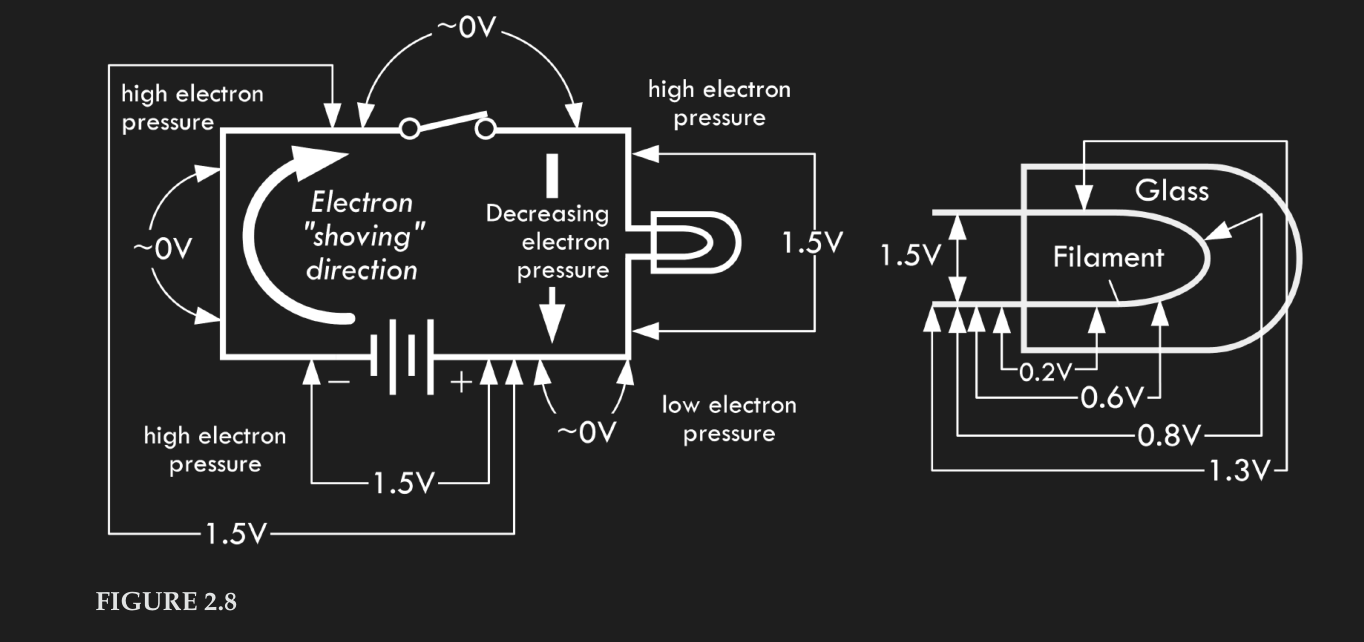 ~0V
high electron
pressure
high electron
pressure
Electron
"shoving"
direction
Decreasing
electron
pressure
~0V
1.5V
− +
high electron
pressure
~0V
low electron
pressure
1.5V
1.5V
Glass
1.5V
Filament
0.2V
0.6V
0.8V
1.3V
FIGURE 2.8